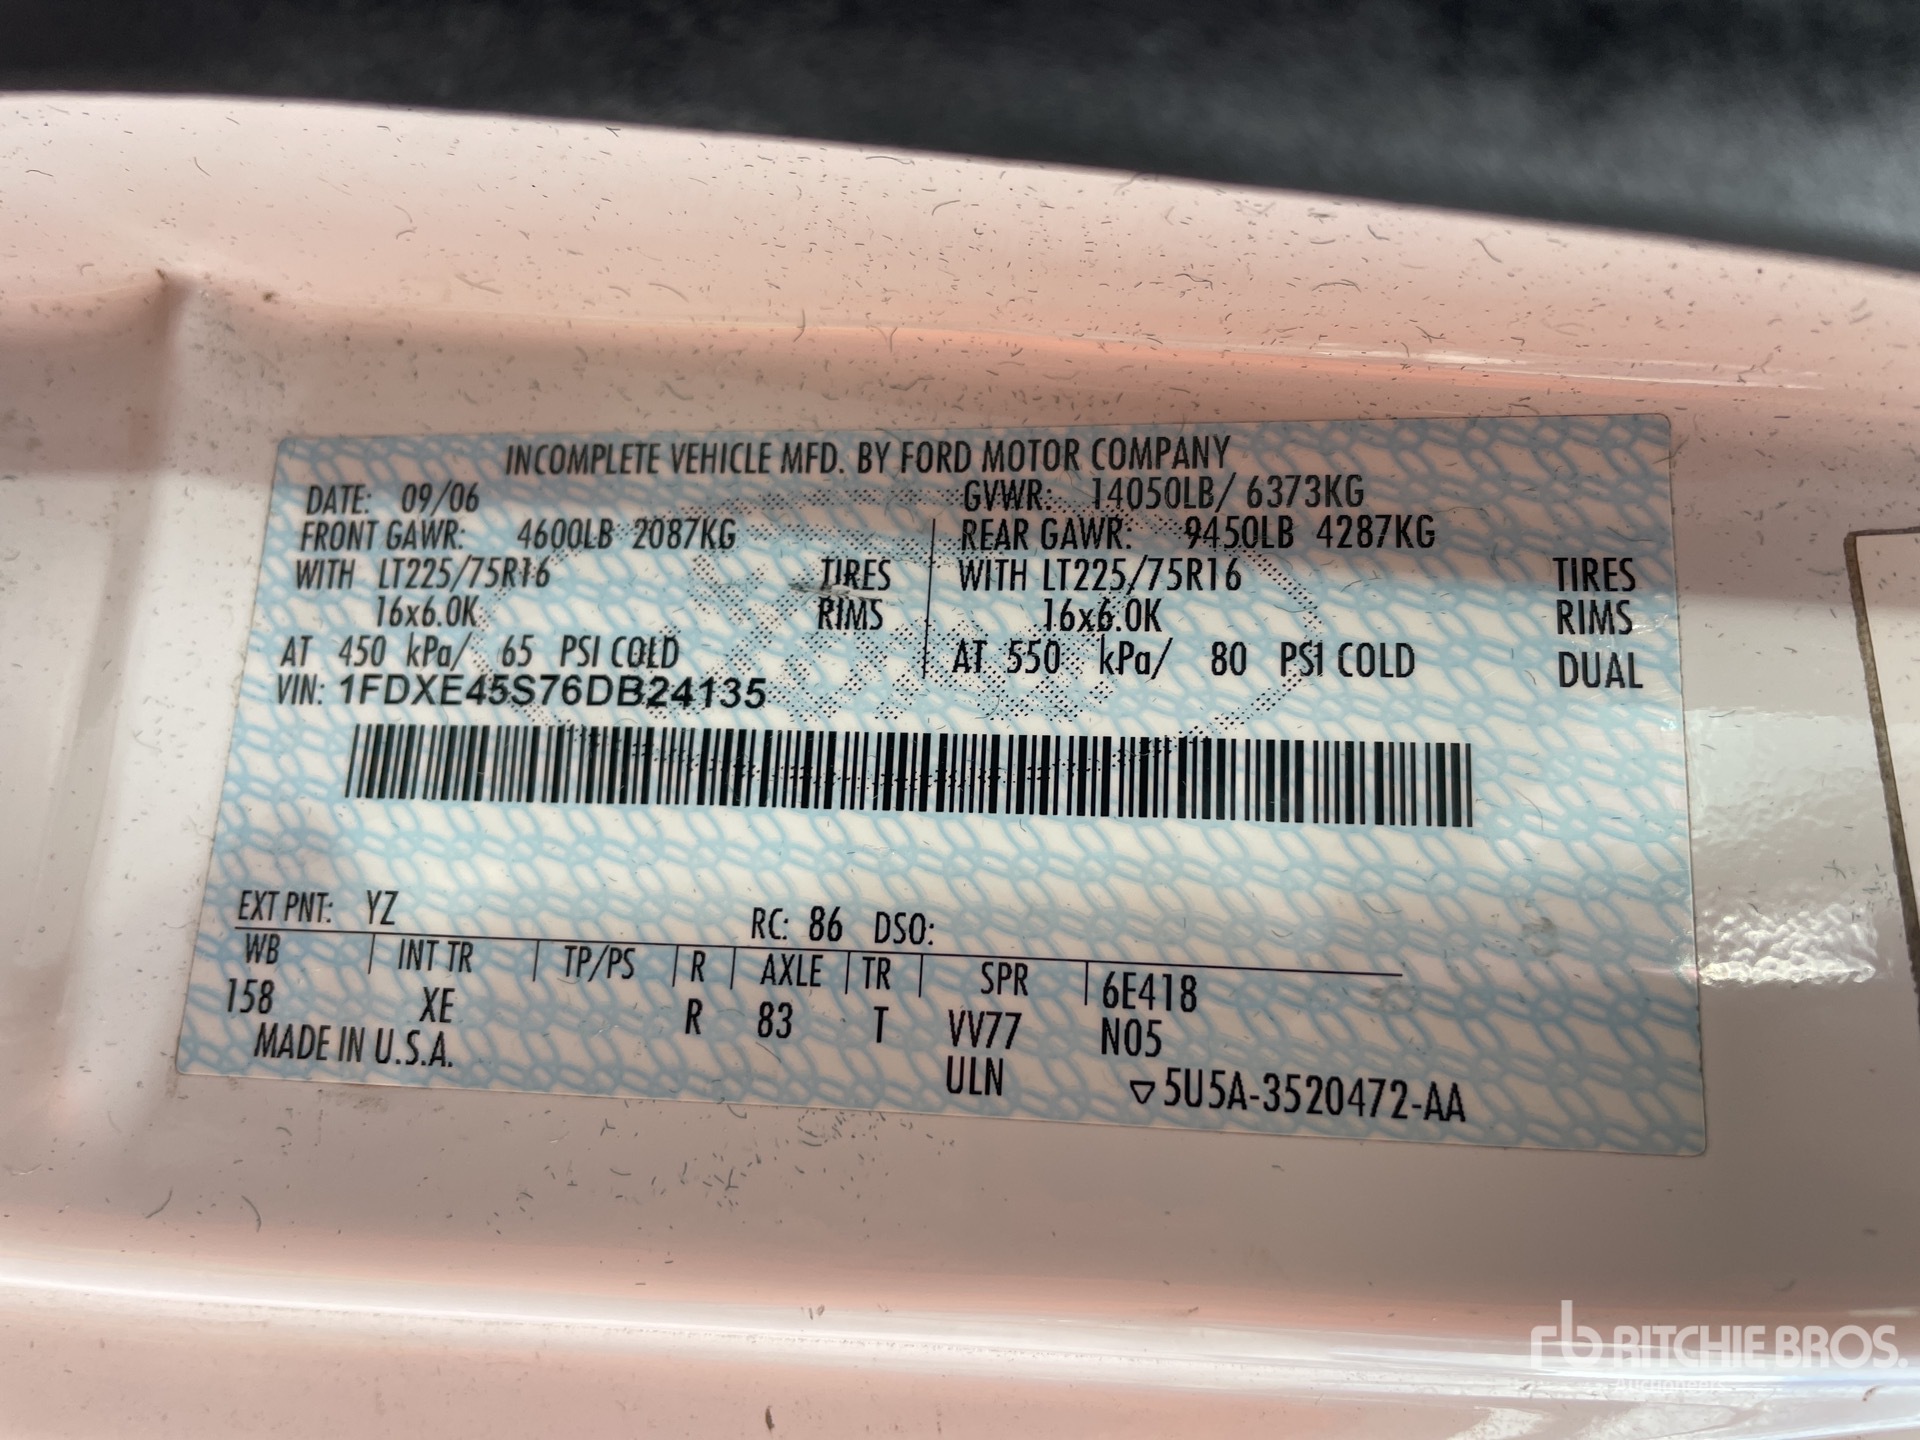 INCOMPLETE VEHICLE MFD. BY FORD MOTOR COMPANY
DATE: 09/06 GVWR: 14050LB/ 6373KG
FRONT GAWR: 4600LB 2087KG REAR GAWR: 9450LB 4287KG
WITH LT225/75R16 TIRES WITH LT225/75R16 TIRES
16x6.0K RIMS 16x6.0K RIMS
AT 450 kPa/ 65 PSI COLD AT 550 kPa/ 80 PSI COLD DUAL
VIN: 1FDXE45S76DB24135
EXT PNT: YZ RC: 86 DSO:
WB INT TR TP/PS R AXLE TR SPR 6E418
158 XE R 83 T VV77 N05
MADE IN U.S.A. ULN ▽5U5A-3520472-AA
rb RITCHIE BROS.
Auctioneers